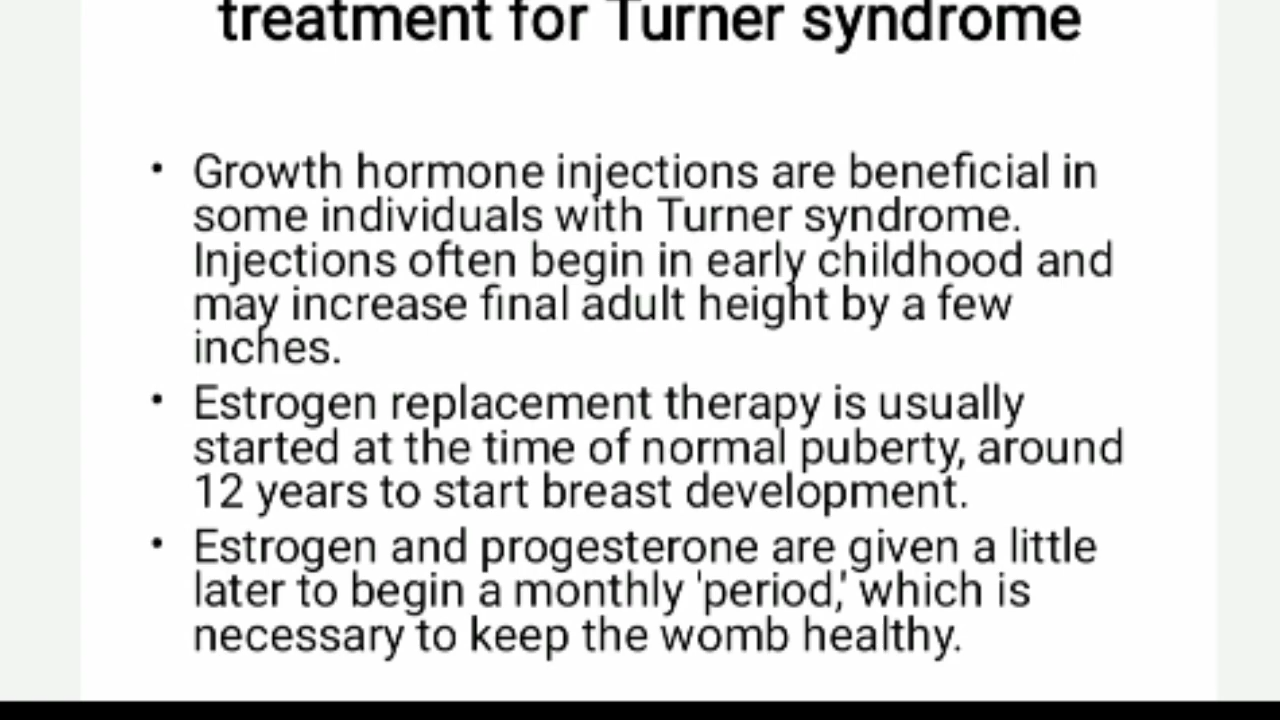 treatment for Turner syndrome
• Growth hormone injections are beneficial in
some individuals with Turner syndrome.
Injections often begin in early childhood and
may increase final adult height by a few
inches.
• Estrogen replacement therapy is usually
started at the time of normal puberty, around
12 years to start breast development.
• Estrogen and progesterone are given a little
later to begin a monthly 'period,' which is
necessary to keep the womb healthy.